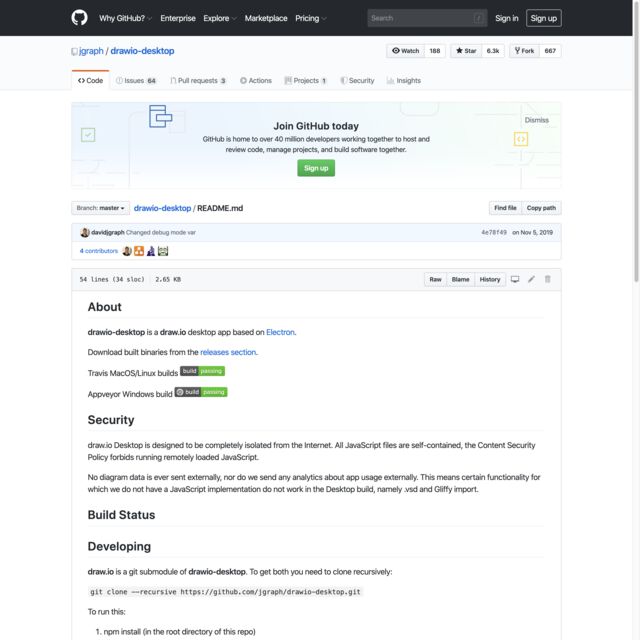 Why GitHub? Enterprise Explore Marketplace Pricing Search / Sign in Sign up
jgraph / drawio-desktop Watch 188 Star 6.3k Fork 667
Code Issues 64 Pull requests 3 Actions Projects 1 Security Insights
Dismiss
Join GitHub today
GitHub is home to over 40 million developers working together to host and
review code, manage projects, and build software together.
Sign up
Branch: master drawio-desktop / README.md Find file Copy path
davidjgraph Changed debug mode var 4e78f49 on Nov 5, 2019
4 contributors
54 lines (34 sloc) 2.65 KB Raw Blame History
About
drawio-desktop is a draw.io desktop app based on Electron.
Download built binaries from the releases section.
Travis MacOS/Linux builds build passing
Appveyor Windows build build passing
Security
draw.io Desktop is designed to be completely isolated from the Internet. All JavaScript files are self-contained, the Content Security
Policy forbids running remotely loaded JavaScript.
No diagram data is ever sent externally, nor do we send any analytics about app usage externally. This means certain functionality for
which we do not have a JavaScript implementation do not work in the Desktop build, namely .vsd and Gliffy import.
Build Status
Developing
draw.io is a git submodule of drawio-desktop. To get both you need to clone recursively:
git clone --recursive https://github.com/jgraph/drawio-desktop.git
To run this:
1. npm install (in the root directory of this repo)